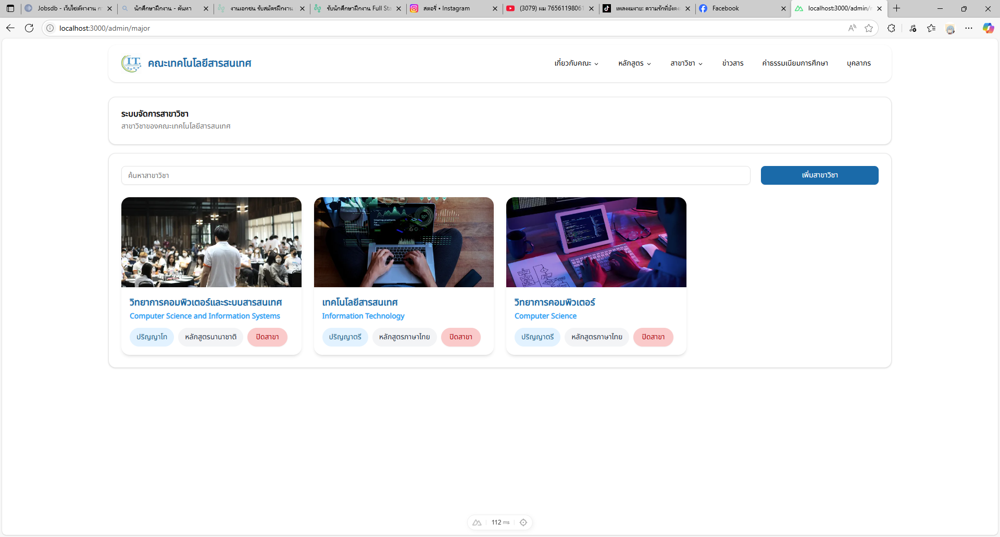 Jobsdb - เว็บไซต์หางาน ก
นักศึกษาฝึกงาน - ค้นหา
งานเอกชน รับสมัครฝึกงาน
รับนักศึกษาฝึกงาน Full Sta
สตอรี่ • Instagram
(3079) ผม 76561198061
เพลงงมงาย: ความรักที่ยังคง
Facebook
localhost:3000/admin/
localhost:3000/admin/major
IT
คณะเทคโนโลยีสารสนเทศ
เกี่ยวกับคณะ
หลักสูตร
สาขาวิชา
ข่าวสาร
ค่าธรรมเนียมการศึกษา
บุคลากร
ระบบจัดการสาขาวิชา
สาขาวิชาของคณะเทคโนโลยีสารสนเทศ
ค้นหาสาขาวิชา
เพิ่มสาขาวิชา
Sharing platform
for
files.
50%
วิทยาการคอมพิวเตอร์และระบบสารสนเทศ
Computer Science and Information Systems
ปริญญาโท
หลักสูตรนานาชาติ
ปิดสาขา
เทคโนโลยีสารสนเทศ
Information Technology
ปริญญาตรี
หลักสูตรภาษาไทย
ปิดสาขา
วิทยาการคอมพิวเตอร์
Computer Science
ปริญญาตรี
หลักสูตรภาษาไทย
ปิดสาขา
112 ms